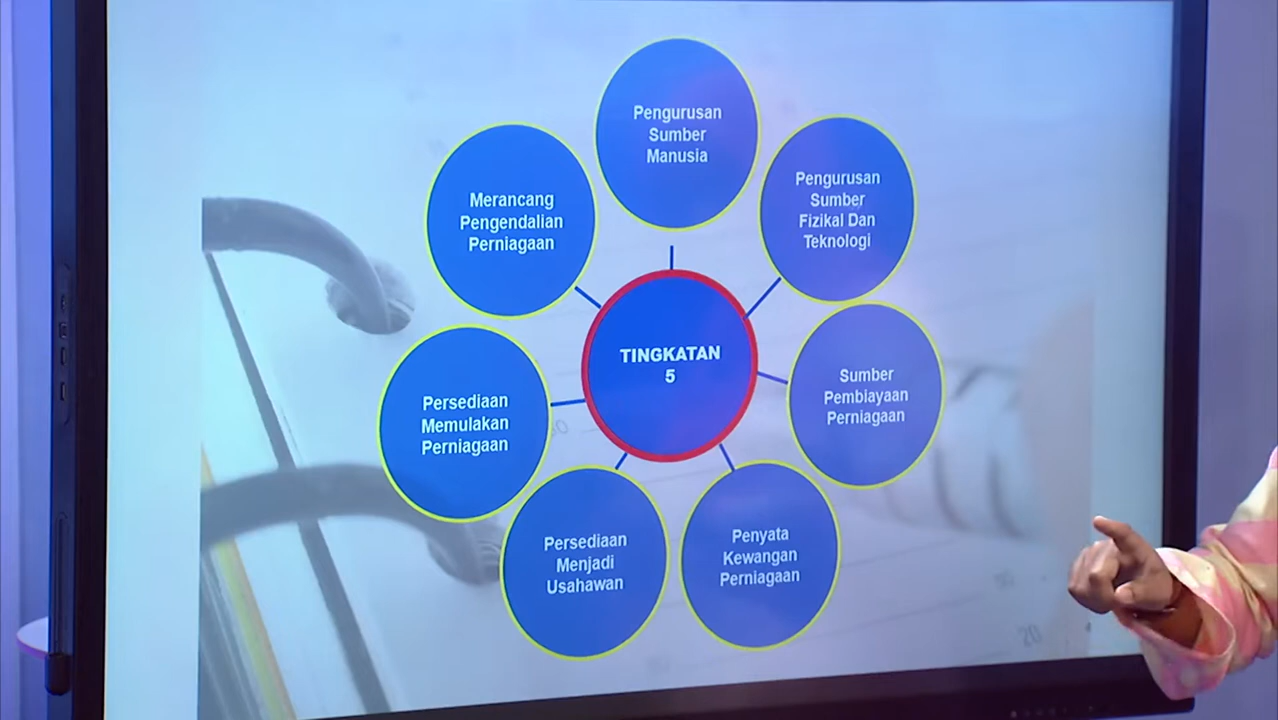 Pengurusan
Sumber
Manusia
Pengurusan
Sumber
Fizikal Dan
Teknologi
Sumber
Pembiayaan
Perniagaan
Penyata
Kewangan
Perniagaan
Persediaan
Menjadi
Usahawan
Persediaan
Memulakan
Perniagaan
Merancang
Pengendalian
Perniagaan
TINGKATAN
5
20